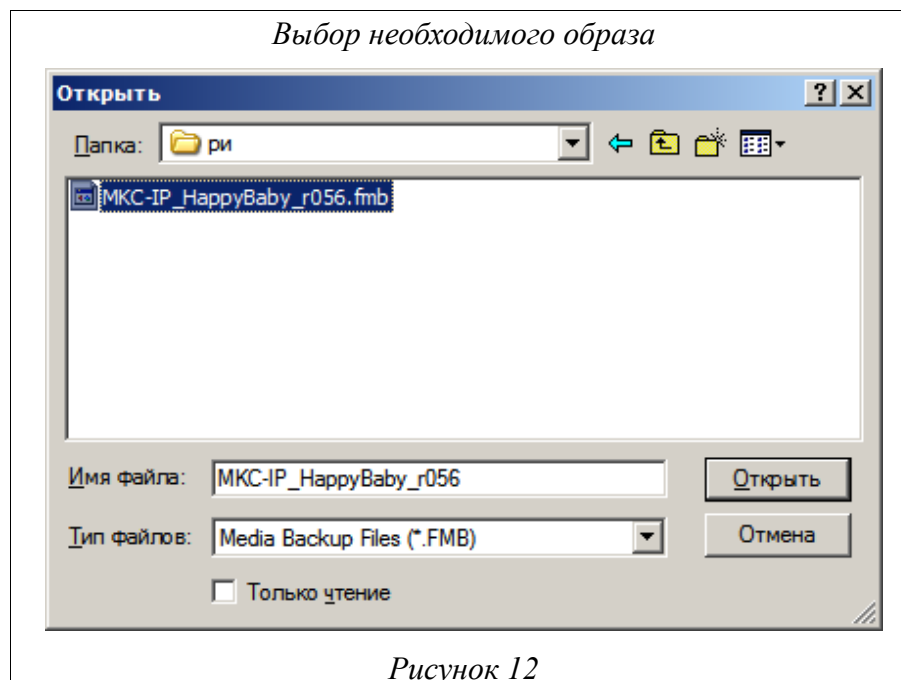 Выбор необходимого образа
Открыть
Папка: ри
MKC-IP_HappyBaby_r056.fmb
Имя файла: MKC-IP_HappyBaby_r056 Открыть
Тип файлов: Media Backup Files (*.FMB) Отмена
Только чтение
Рисунок 12